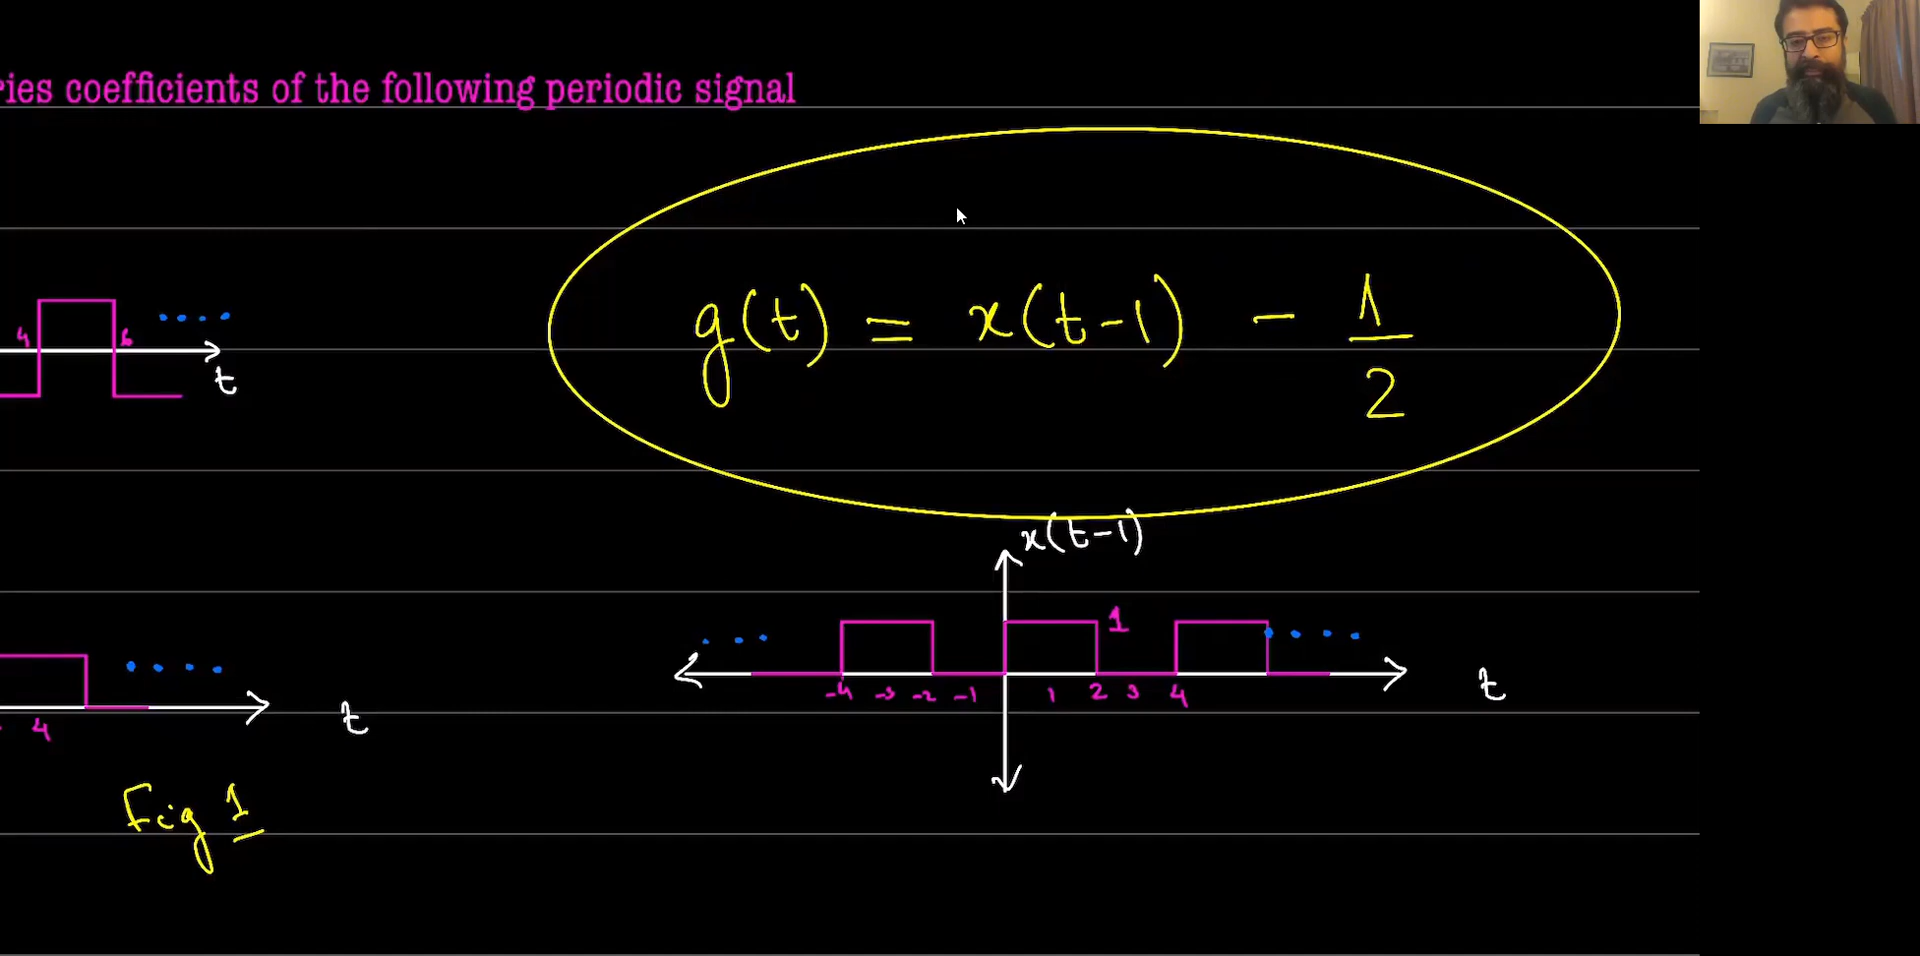 ries coefficients of the following periodic signal
g(t) = x(t-1) - 1/2
4 6
t
x(t-1)
1
-4 -3 -2 -1 1 2 3 4
t
4
t
Fig 1